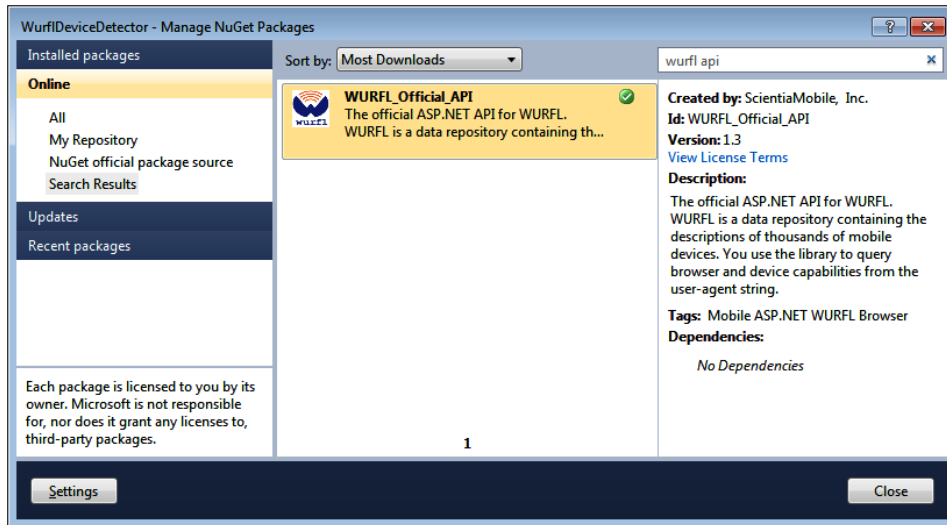 WurflDeviceDetector - Manage NuGet Packages
Installed packages
Online
All
My Repository
NuGet official package source
Search Results
Updates
Recent packages
Each package is licensed to you by its
owner. Microsoft is not responsible
for, nor does it grant any licenses to,
third-party packages.
Sort by: Most Downloads
wurfl
WURFL_Official_API
The official ASP.NET API for WURFL.
WURFL is a data repository containing th...
1
wurfl api
Created by: ScientiaMobile, Inc.
Id: WURFL_Official_API
Version: 1.3
View License Terms
Description:
The official ASP.NET API for WURFL.
WURFL is a data repository containing the
descriptions of thousands of mobile
devices. You use the library to query
browser and device capabilities from the
user-agent string.
Tags: Mobile ASP.NET WURFL Browser
Dependencies:
No Dependencies
Settings
Close